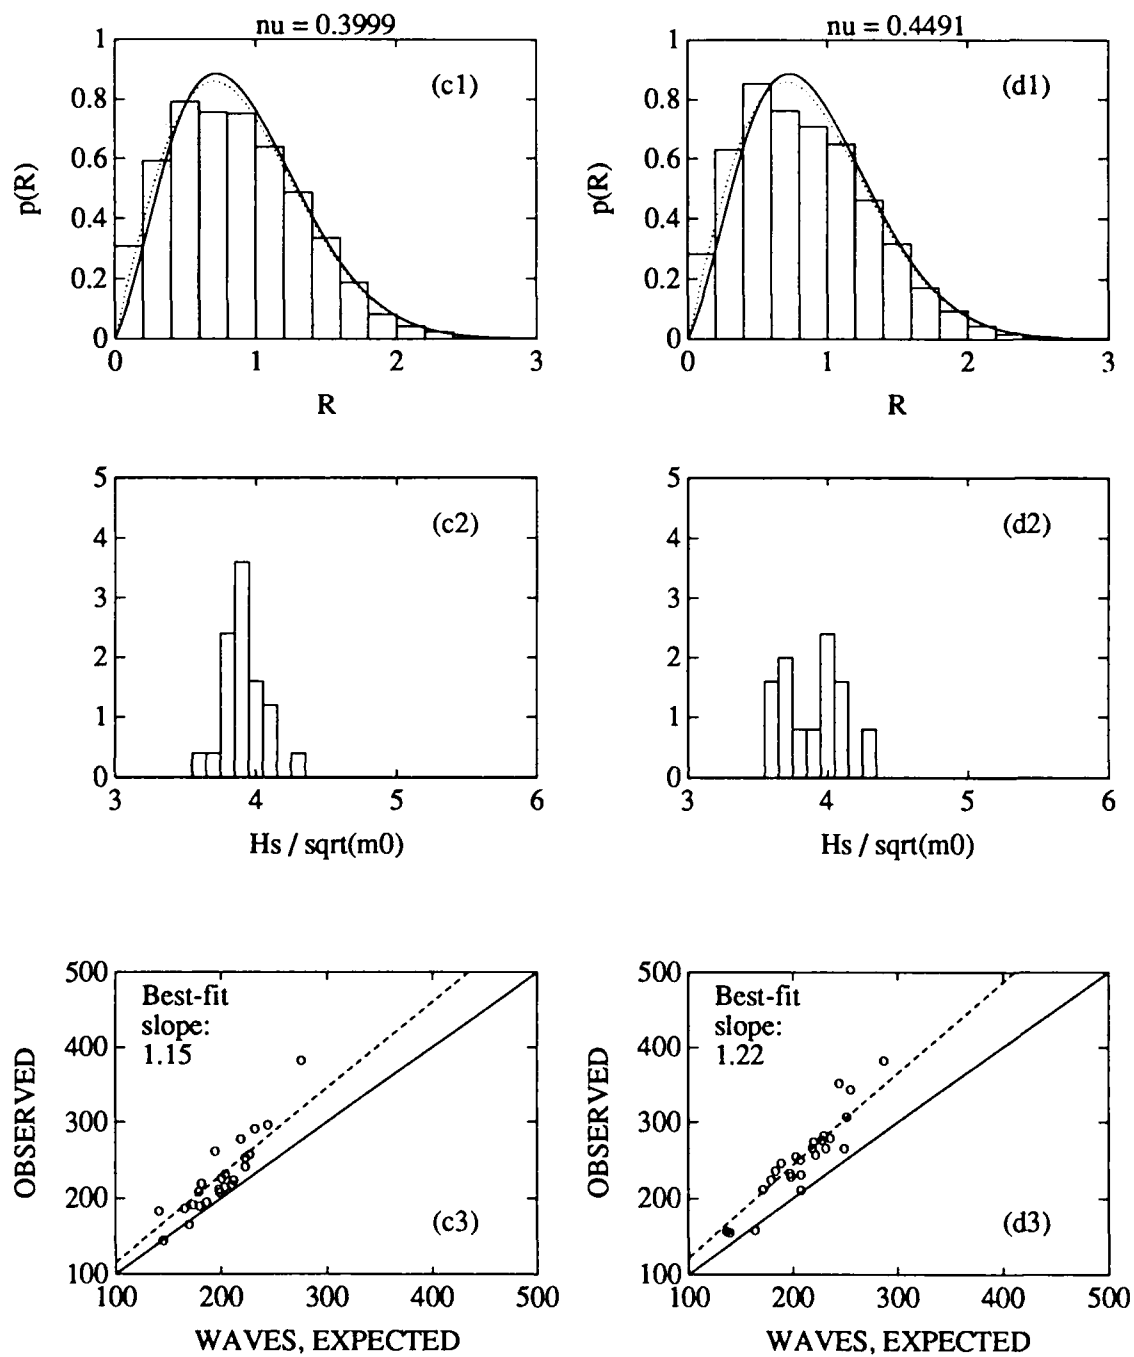 nu = 0.3999
nu = 0.4491
1
0.8
0.6
0.4
0.2
0
p(R)
(c1)
0 1 2 3
R
1
0.8
0.6
0.4
0.2
0
p(R)
(d1)
0 1 2 3
R
5
4
3
2
1
0
(c2)
3 4 5 6
Hs / sqrt(m0)
5
4
3
2
1
0
(d2)
3 4 5 6
Hs / sqrt(m0)
500
400
300
200
100
OBSERVED
Best-fit
slope:
1.15
(c3)
100 200 300 400 500
WAVES, EXPECTED
500
400
300
200
100
OBSERVED
Best-fit
slope:
1.22
(d3)
100 200 300 400 500
WAVES, EXPECTED